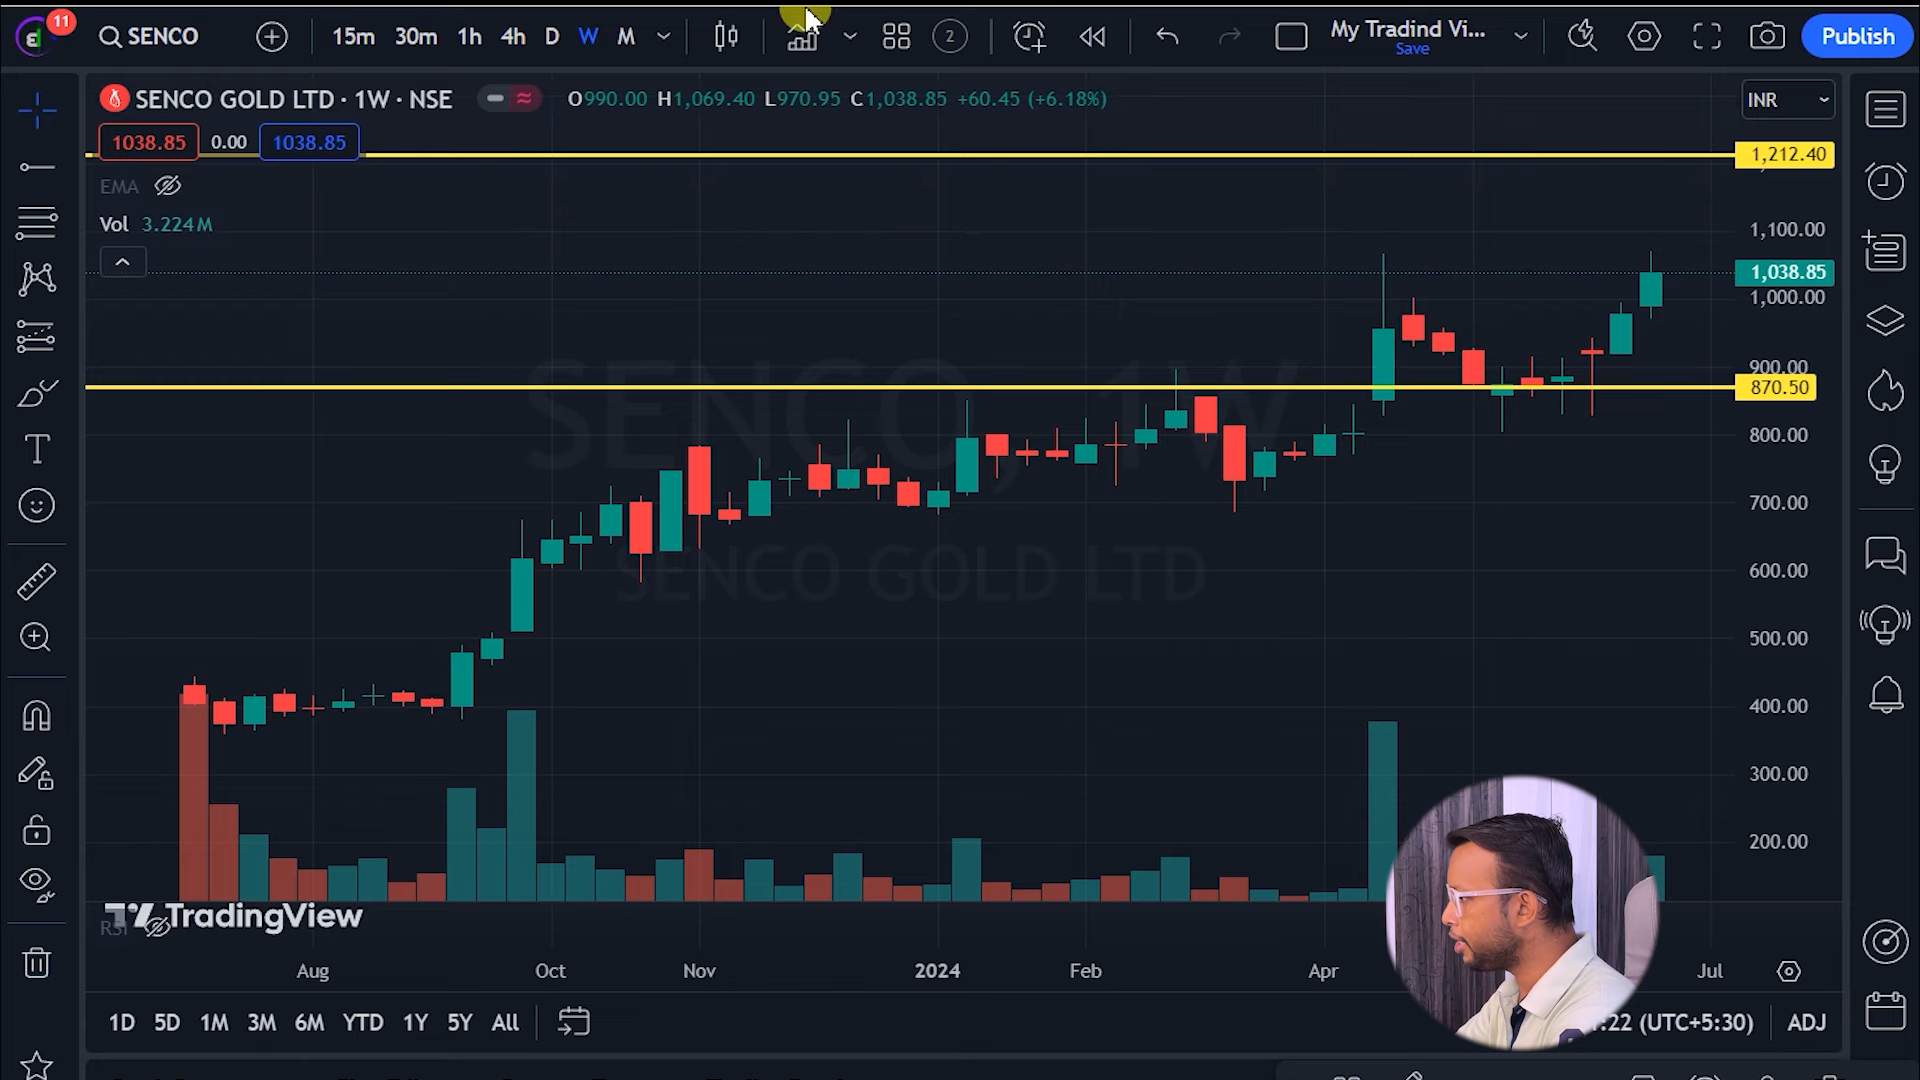 11
SENCO
15m 30m 1h 4h D W M
2
My Tradind Vi...
Save
Publish
SENCO GOLD LTD · 1W · NSE
O990.00 H1,069.40 L970.95 C1,038.85 +60.45 (+6.18%)
INR
1038.85 0.00 1038.85
EMA
Vol 3.224M
1,212.40
1,100.00
1,038.85
1,000.00
900.00
870.50
800.00
700.00
600.00
500.00
400.00
300.00
200.00
SENCO, 1W
SENCO GOLD LTD
TradingView
RSI
Aug Oct Nov 2024 Feb Apr Jul
1D 5D 1M 3M 6M YTD 1Y 5Y All
:22 (UTC+5:30) ADJ